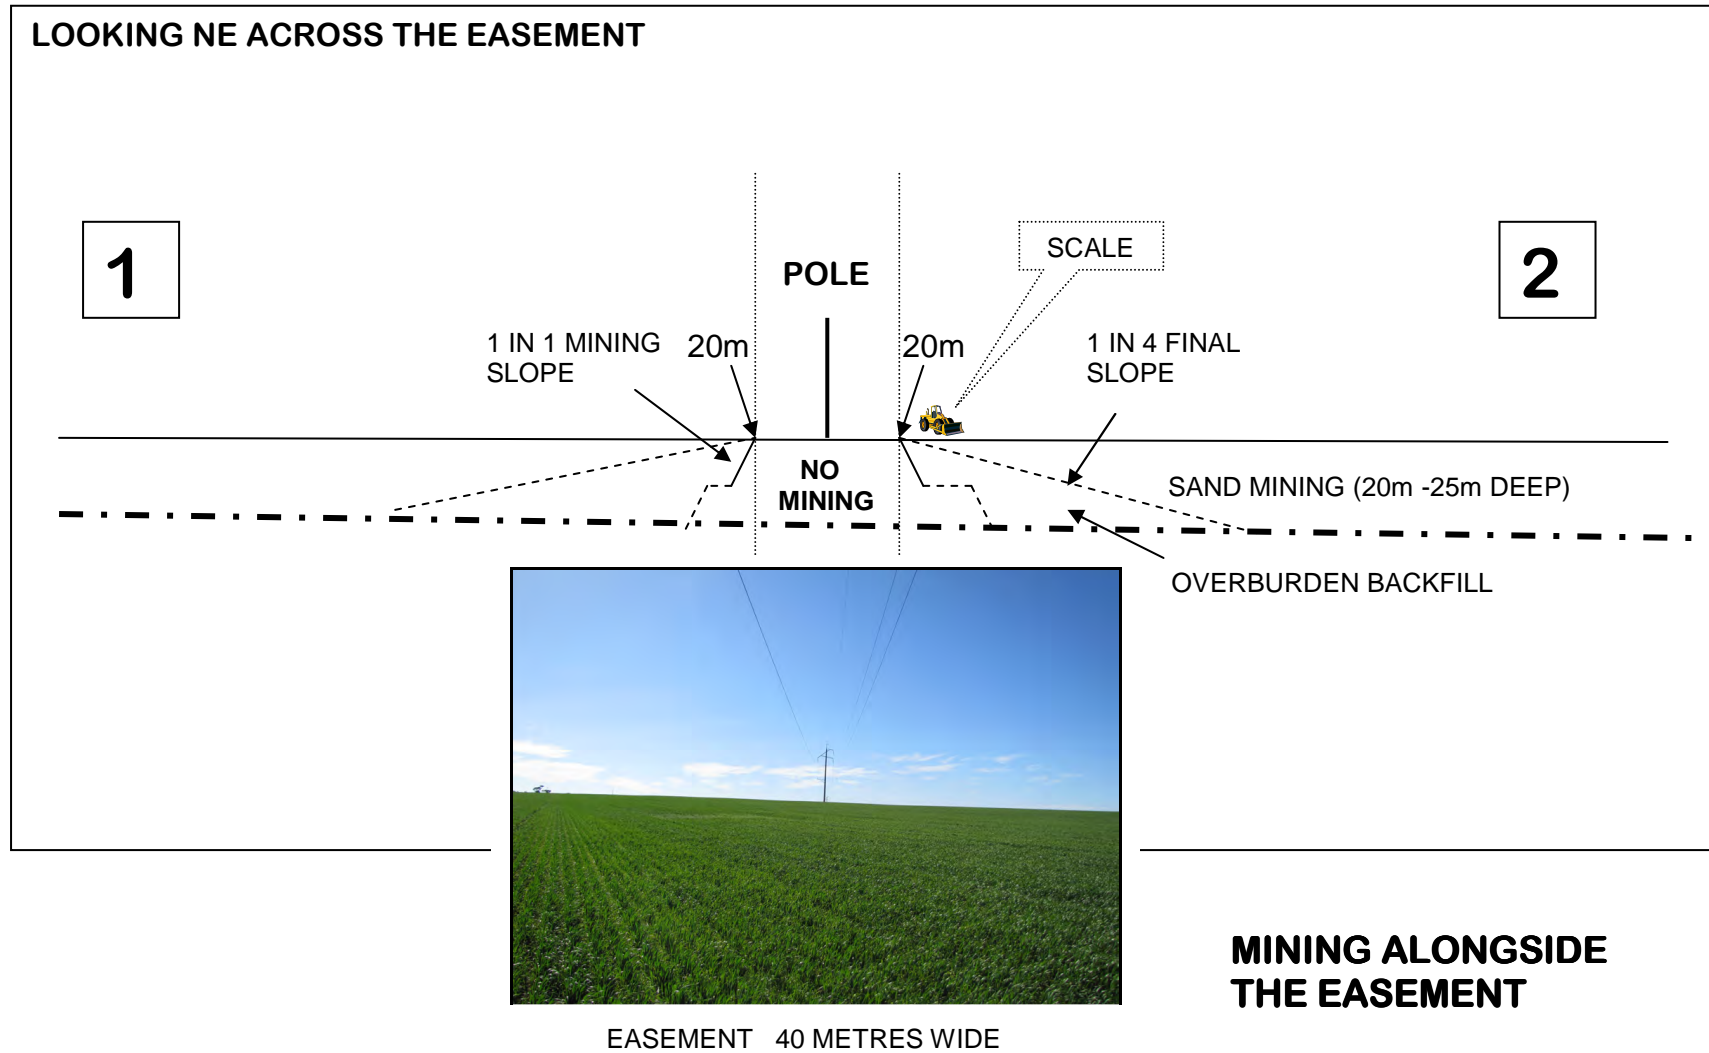 LOOKING NE ACROSS THE EASEMENT
1
SCALE
2
POLE
1 IN 1 MINING
SLOPE
20m
20m
1 IN 4 FINAL
SLOPE
NO
MINING
SAND MINING (20m -25m DEEP)
OVERBURDEN BACKFILL
MINING ALONGSIDE
THE EASEMENT
EASEMENT   40 METRES WIDE